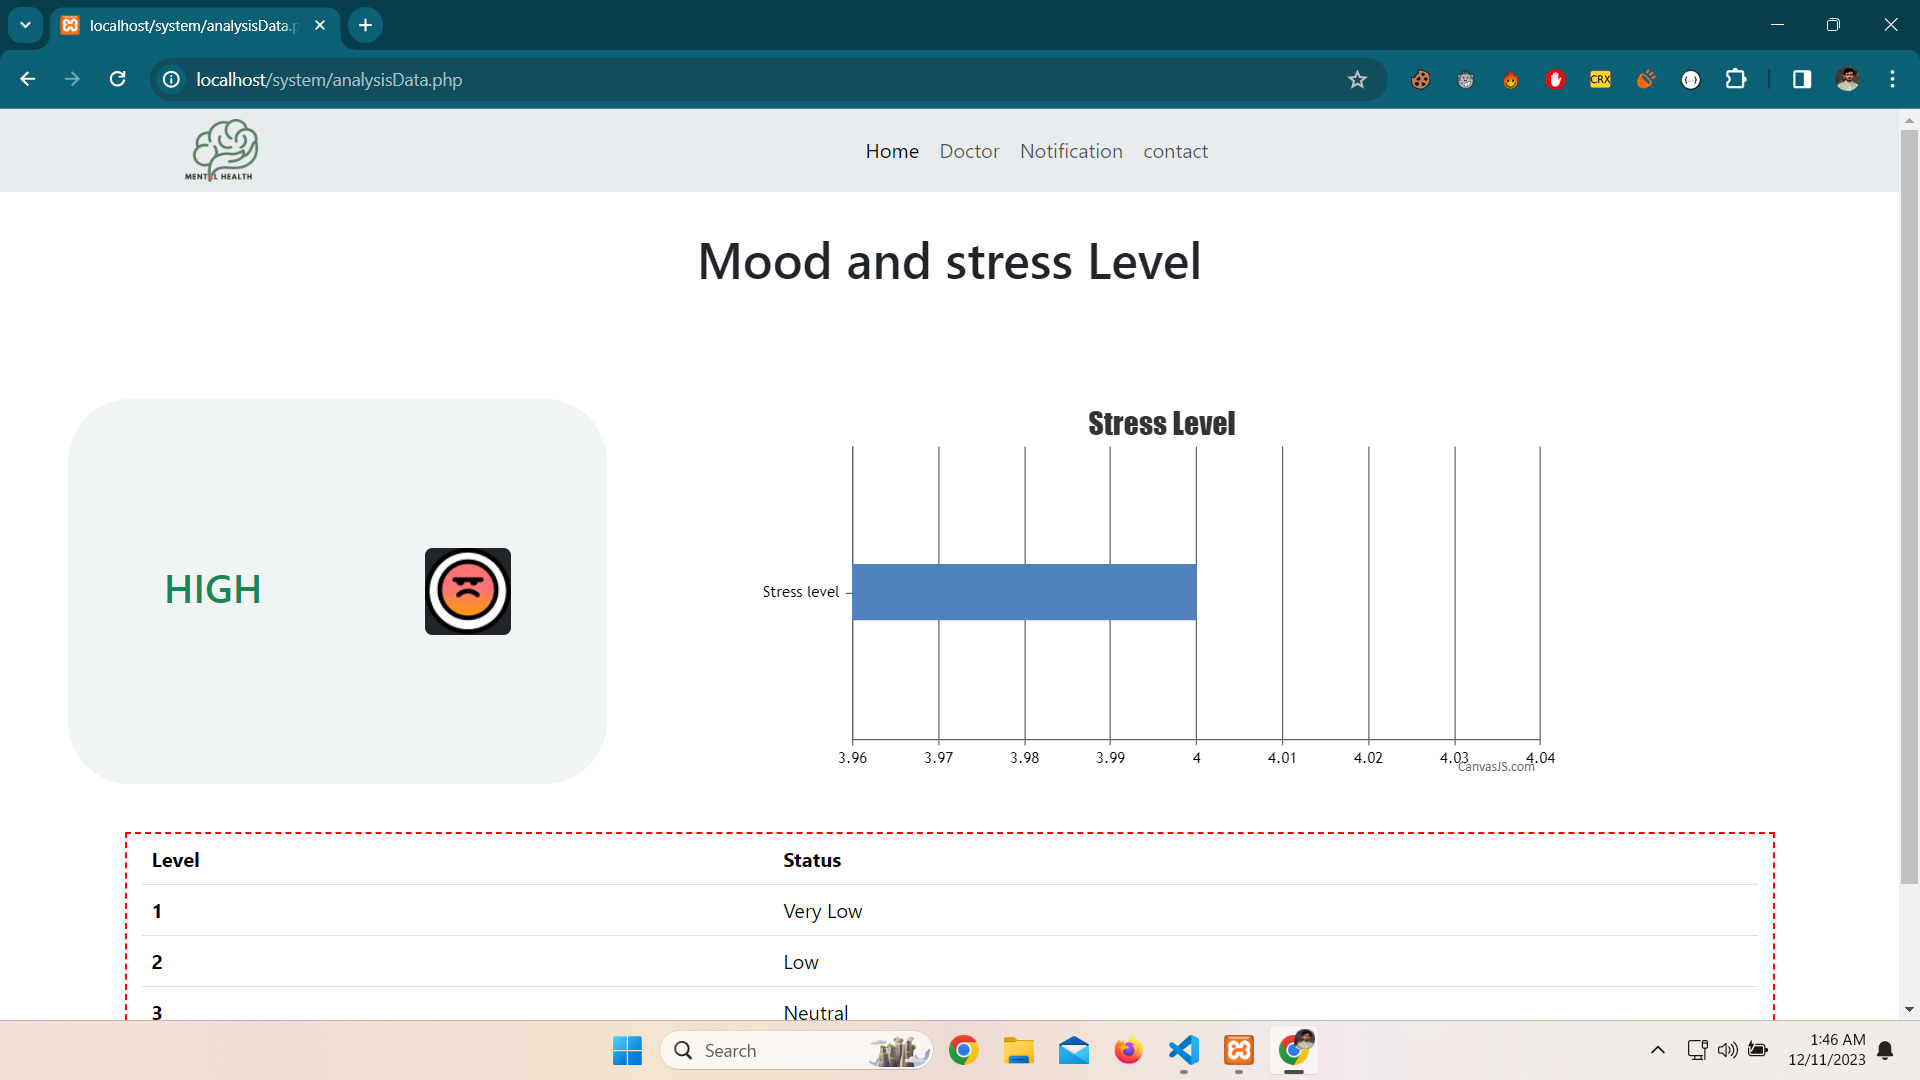 localhost/system/analysisData.p
localhost/system/analysisData.php
CRX
MENTAL HEALTH
Home Doctor Notification contact
Mood and stress Level
HIGH
Stress Level
Stress level
3.96 3.97 3.98 3.99 4 4.01 4.02 4.03 4.04
CanvasJS.com
Level Status
1 Very Low
2 Low
3 Neutral
Search
1:46 AM
12/11/2023